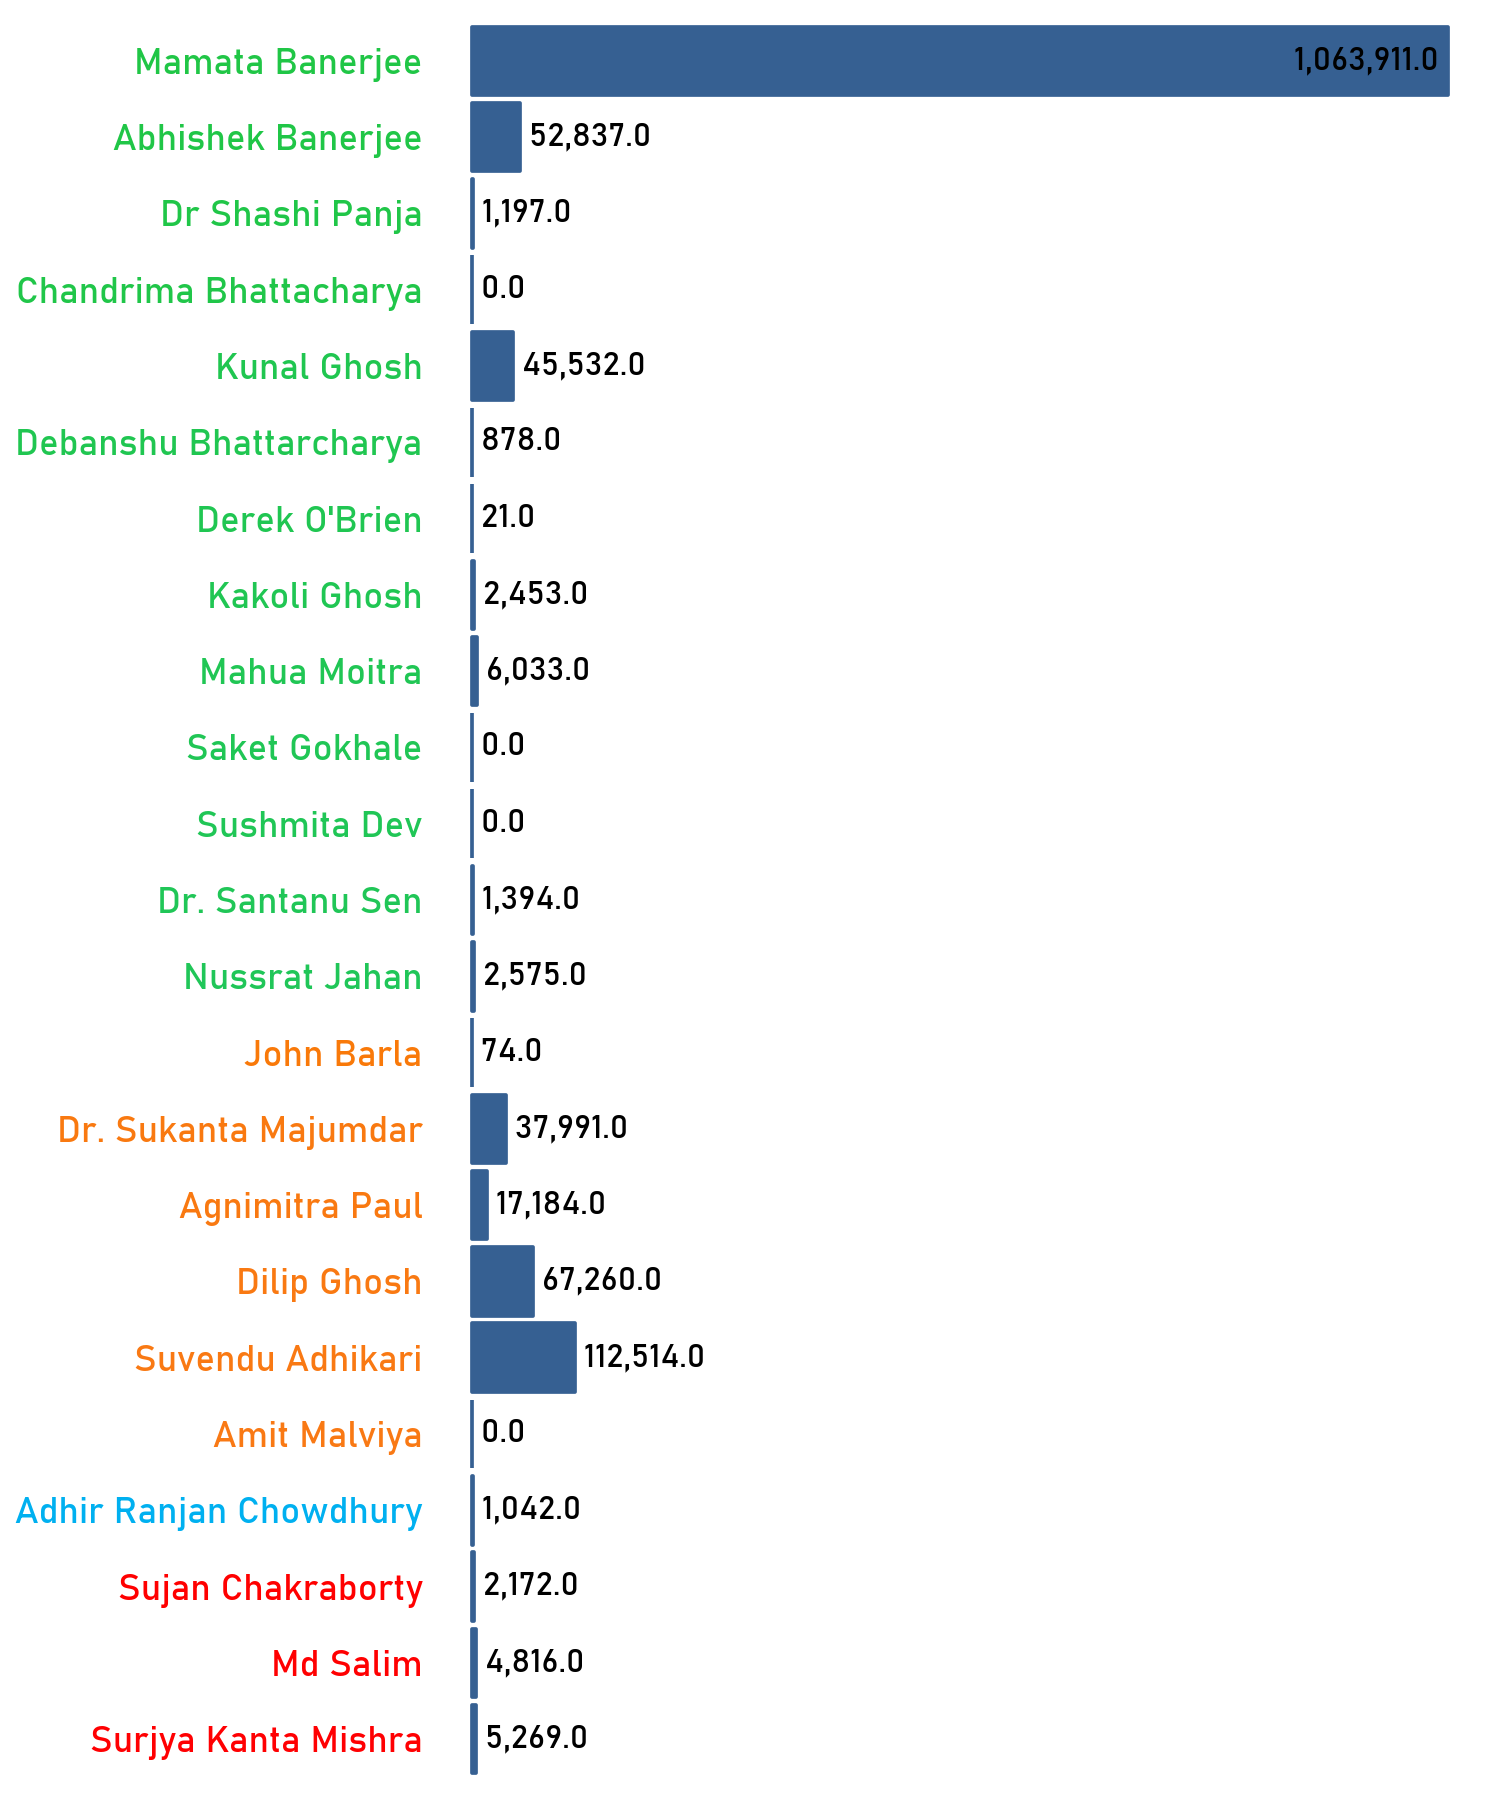 Mamata Banerjee 1,063,911.0
Abhishek Banerjee 52,837.0
Dr Shashi Panja 1,197.0
Chandrima Bhattacharya 0.0
Kunal Ghosh 45,532.0
Debanshu Bhattarcharya 878.0
Derek O'Brien 21.0
Kakoli Ghosh 2,453.0
Mahua Moitra 6,033.0
Saket Gokhale 0.0
Sushmita Dev 0.0
Dr. Santanu Sen 1,394.0
Nussrat Jahan 2,575.0
John Barla 74.0
Dr. Sukanta Majumdar 37,991.0
Agnimitra Paul 17,184.0
Dilip Ghosh 67,260.0
Suvendu Adhikari 112,514.0
Amit Malviya 0.0
Adhir Ranjan Chowdhury 1,042.0
Sujan Chakraborty 2,172.0
Md Salim 4,816.0
Surjya Kanta Mishra 5,269.0